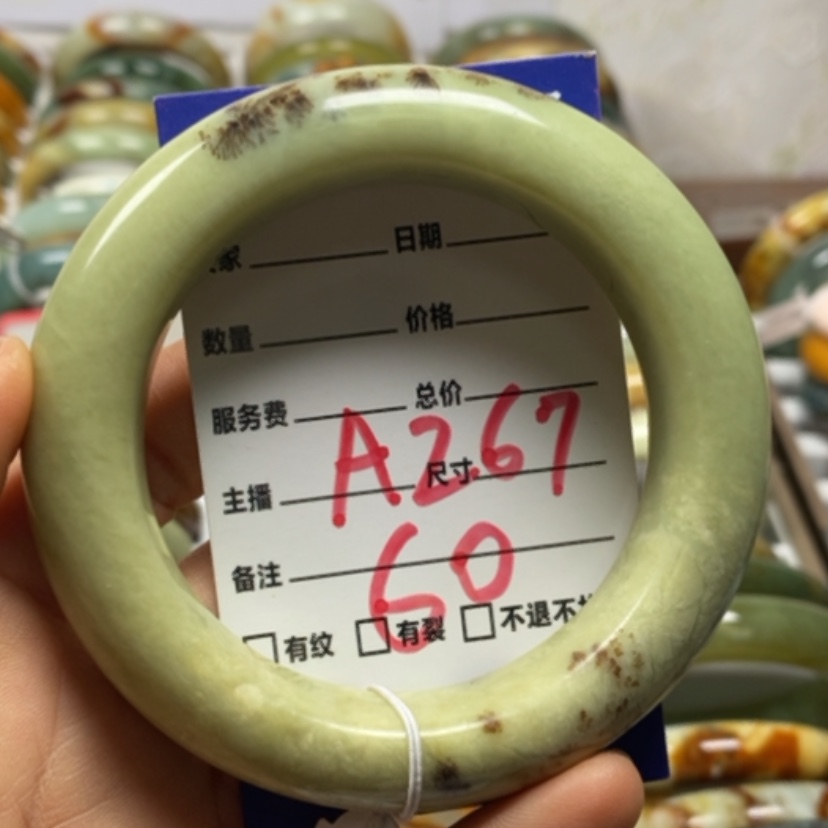 家 日期
数量 价格
服务费 总价
A267
主播 尺寸
60
备注
有纹 有裂 不退不